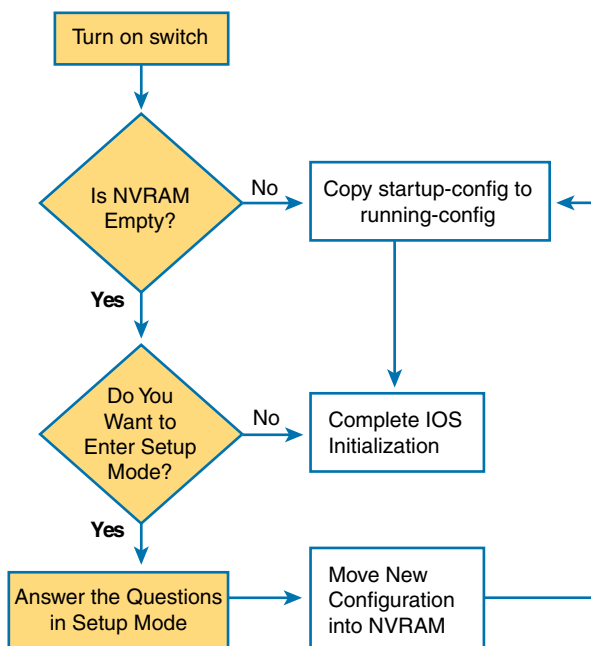 Turn on switch
Is NVRAM
Empty?
No
Copy startup-config to
running-config
Yes
Do You
Want to
Enter Setup
Mode?
No
Complete IOS
Initialization
Yes
Answer the Questions
in Setup Mode
Move New
Configuration
into NVRAM